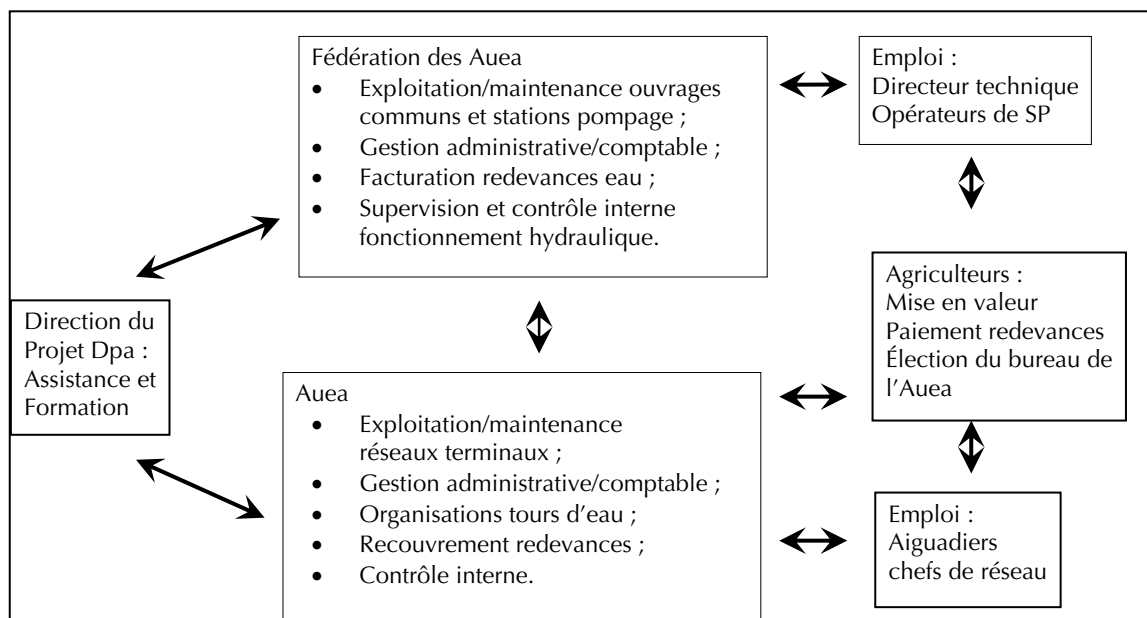 Fédération des Auea
• Exploitation/maintenance ouvrages
communs et stations pompage ;
• Gestion administrative/comptable ;
• Facturation redevances eau ;
• Supervision et contrôle interne
fonctionnement hydraulique.
Emploi :
Directeur technique
Opérateurs de SP
Direction du
Projet Dpa :
Assistance et
Formation
Agriculteurs :
Mise en valeur
Paiement redevances
Élection du bureau de
l’Auea
Auea
• Exploitation/maintenance
réseaux terminaux ;
• Gestion administrative/comptable ;
• Organisations tours d’eau ;
• Recouvrement redevances ;
• Contrôle interne.
Emploi :
Aiguadiers
chefs de réseau